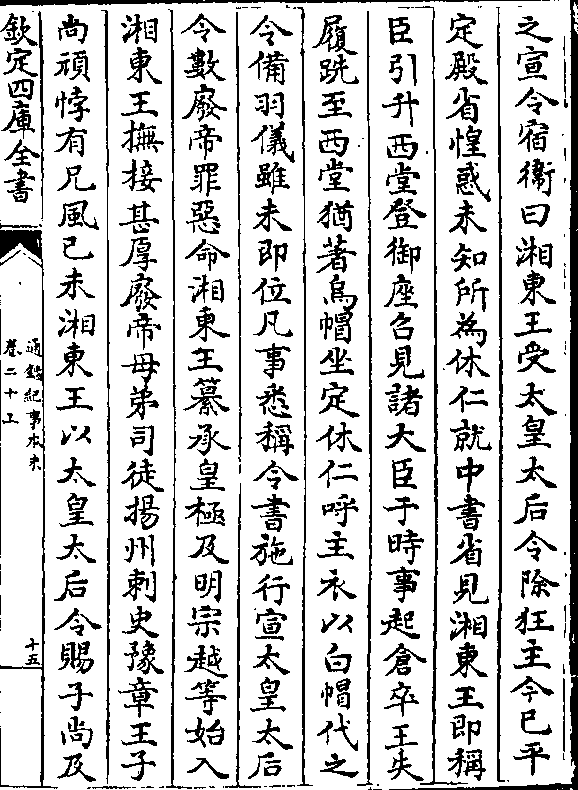 之宣令宿衛曰湘東王受太皇太后令除狂主今已平
定殿省惶惑未知所為休仁就中書省見湘東王即稱
臣引升西堂登御座召見諸大臣于時事起倉卒王失
履跣至西堂猶著烏帽坐定休仁呼主衣以白帽代之
令備羽儀雖未即位凡事悉稱令書施行宣太皇太后
令數廢帝罪惡命湘東王纂承皇極及明宗越等始入
湘東王撫接甚厚廢帝母弟司徒揚州刺史豫章王子
尚頑悖有兄風己未湘東王以太皇太后令賜子尚及
欽定四庫全書
通鑑紀事本末
卷二十上
十五